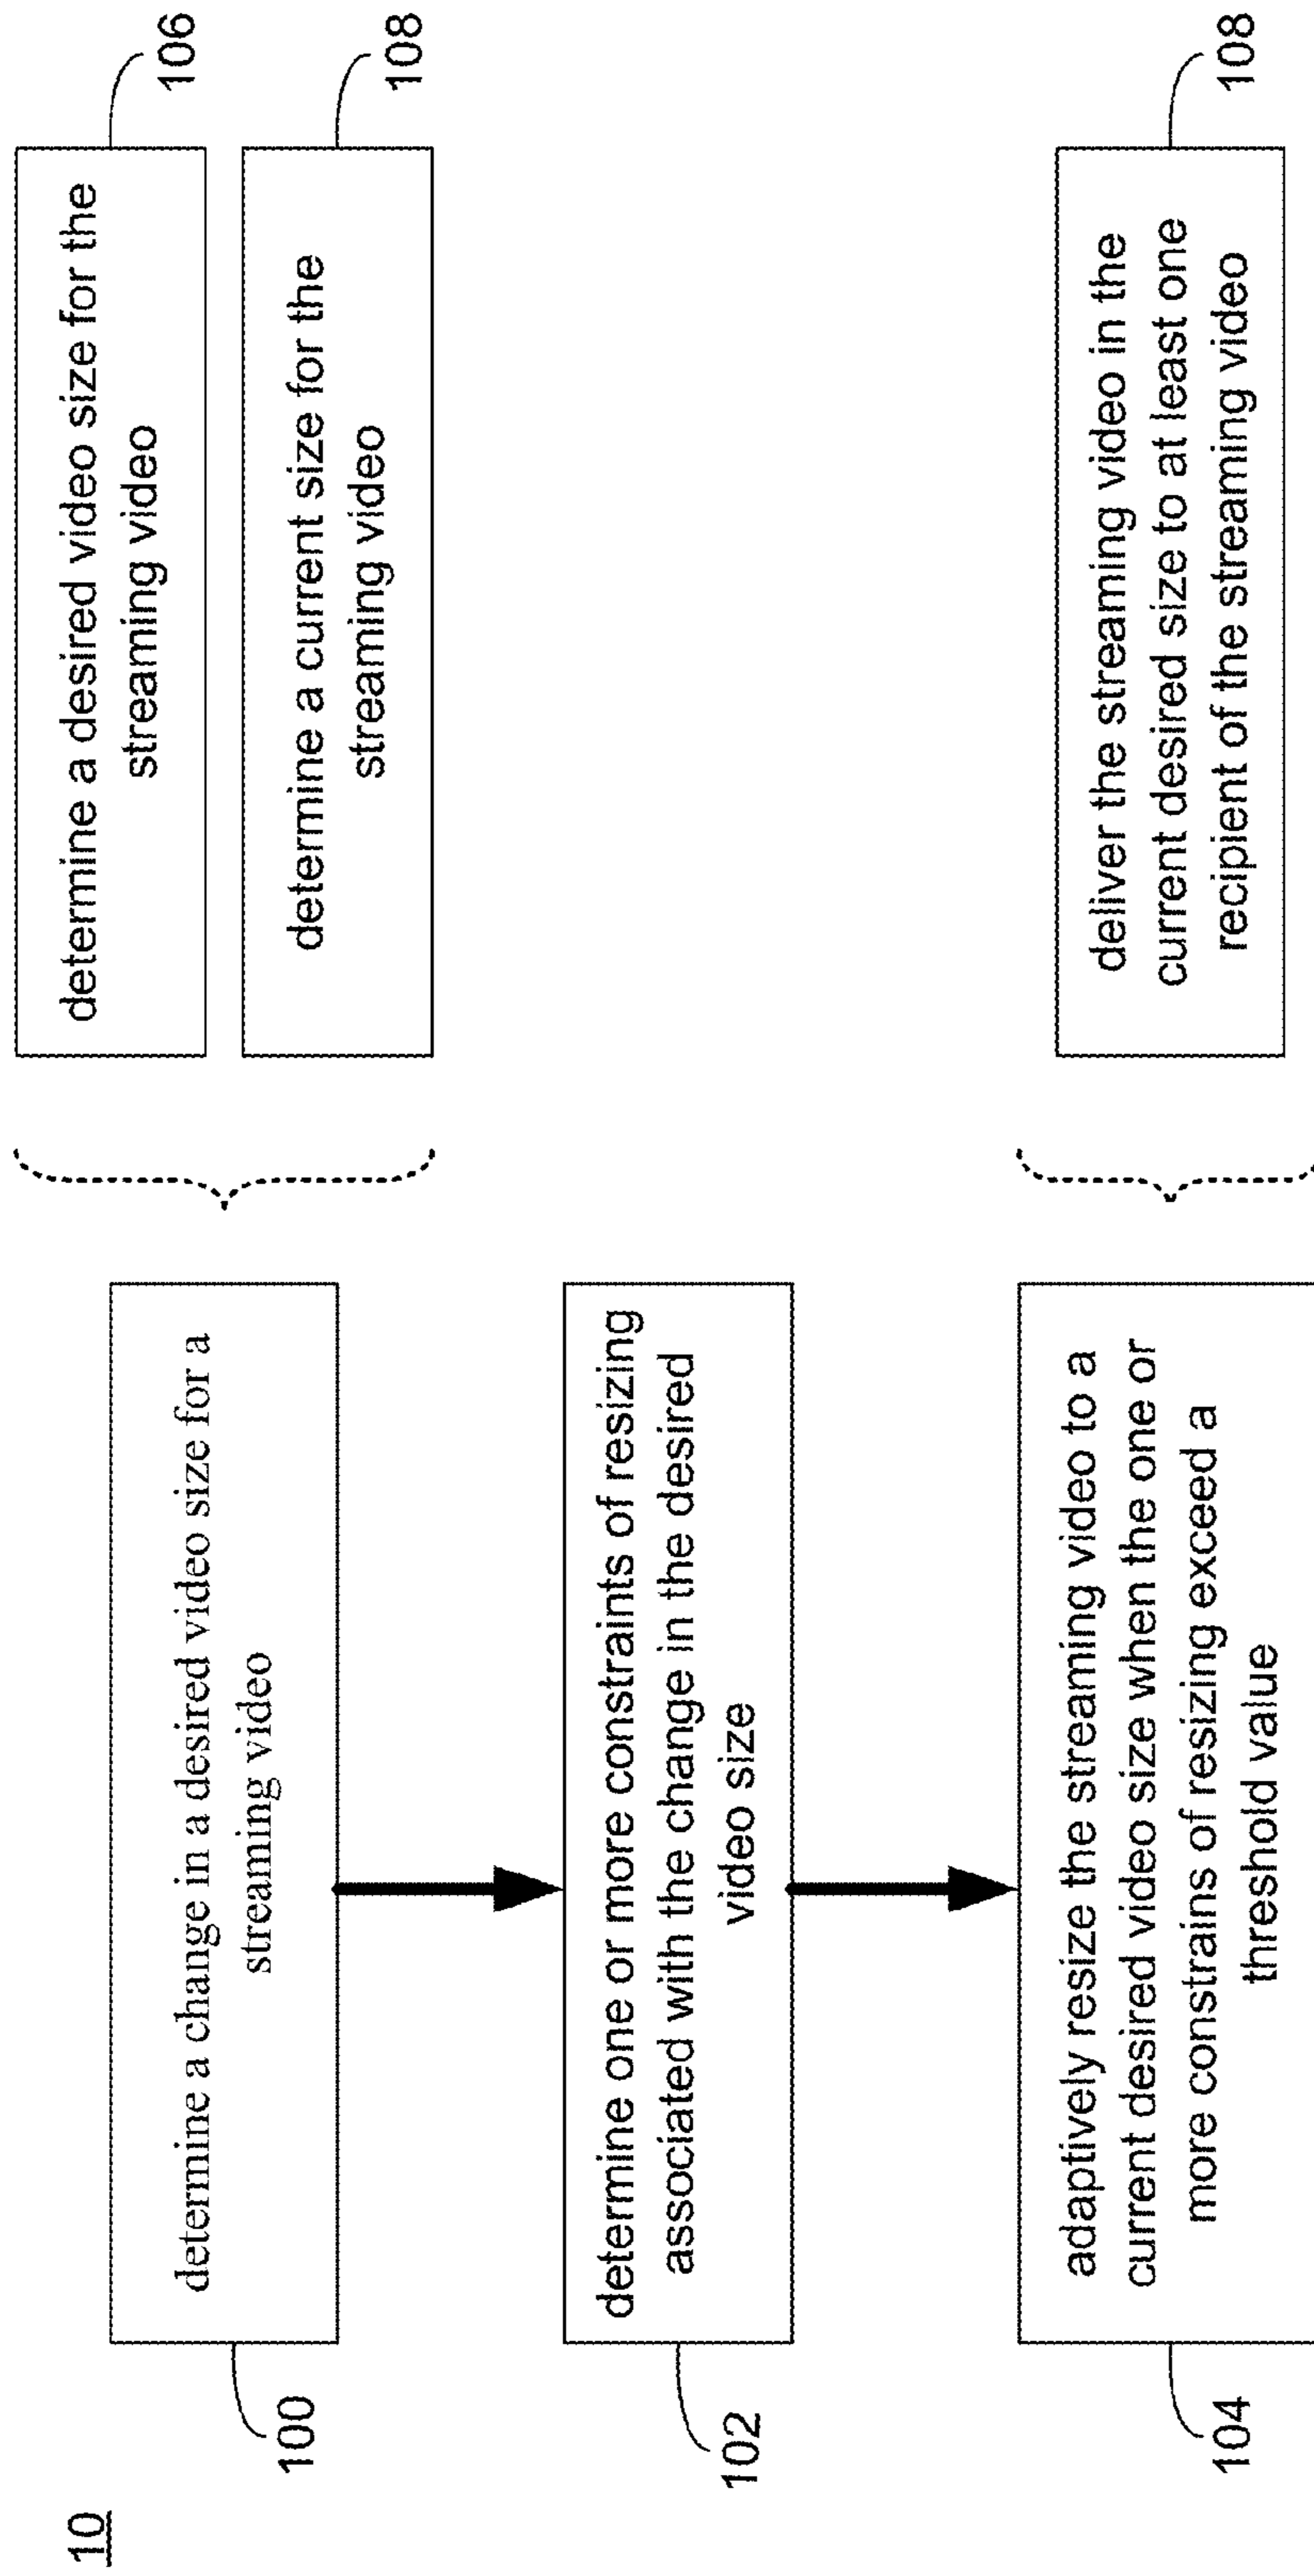 10
100
determine a change in a desired video size for a
streaming video
determine a desired video size for the
streaming video
106
determine a current size for the
streaming video
108
102
determine one or more constraints of resizing
associated with the change in the desired
video size
104
adaptively resize the streaming video to a
current desired video size when the one or
more constrains of resizing exceed a
threshold value
deliver the streaming video in the
current desired size to at least one
recipient of the streaming video
108